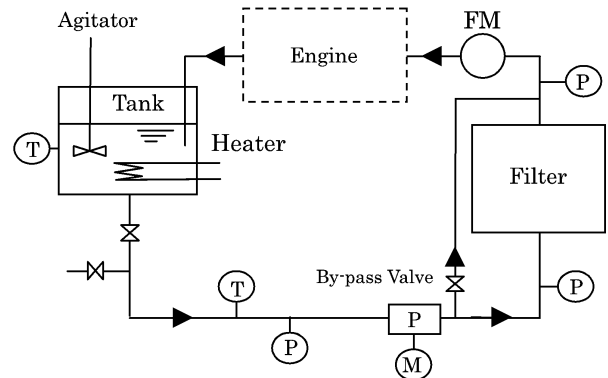 Agitator
FM
Engine
P
Tank
T
Heater
Filter
By-pass Valve
T
P
P
P
M